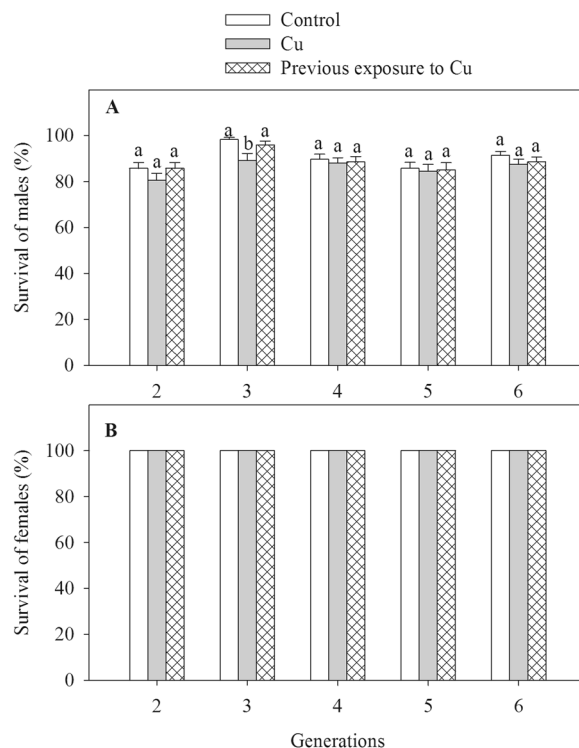 Control
Cu
Previous exposure to Cu
A
a a a a b a a a a a a a a a a
Survival of males (%)
100
80
60
40
20
0
2 3 4 5 6
B
Survival of females (%)
100
80
60
40
20
0
2 3 4 5 6
Generations